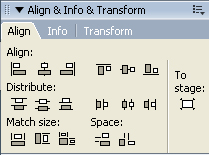 Align & Info & Transform
Align Info Transform
Align:
To
stage:
Distribute:
Match size: Space: